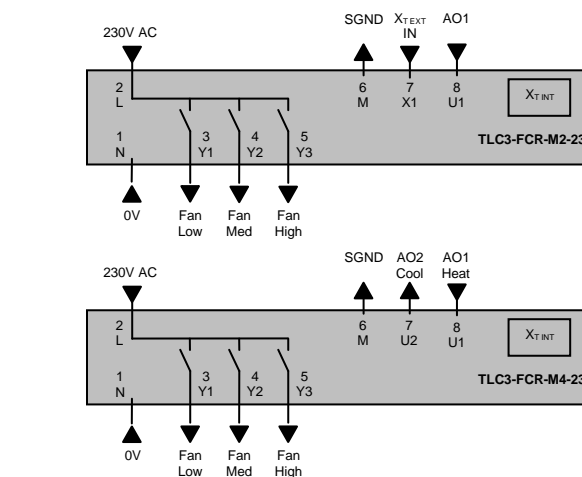 SGND X T EXT AO1
230V AC IN
2 6 7 8
L M X1 U1 X T INT
1 3 4 5 TLC3-FCR-M2-23
N Y1 Y2 Y3
0V Fan Fan Fan
Low Med High
SGND AO2 AO1
230V AC Cool Heat
2 6 7 8
L M U2 U1 X T INT
1 3 4 5 TLC3-FCR-M4-23
N Y1 Y2 Y3
0V Fan Fan Fan
Low Med High